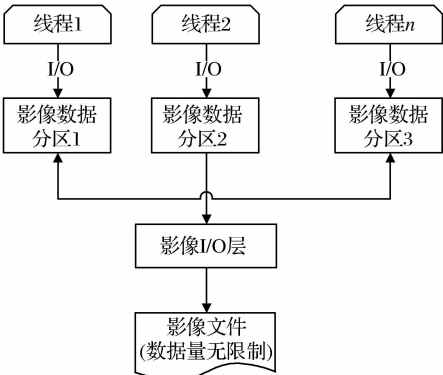 线程1
线程2
线程n
I/O
I/O
I/O
影像数据
分区1
影像数据
分区2
影像数据
分区3
影像I/O层
影像文件
(数据量无限制)